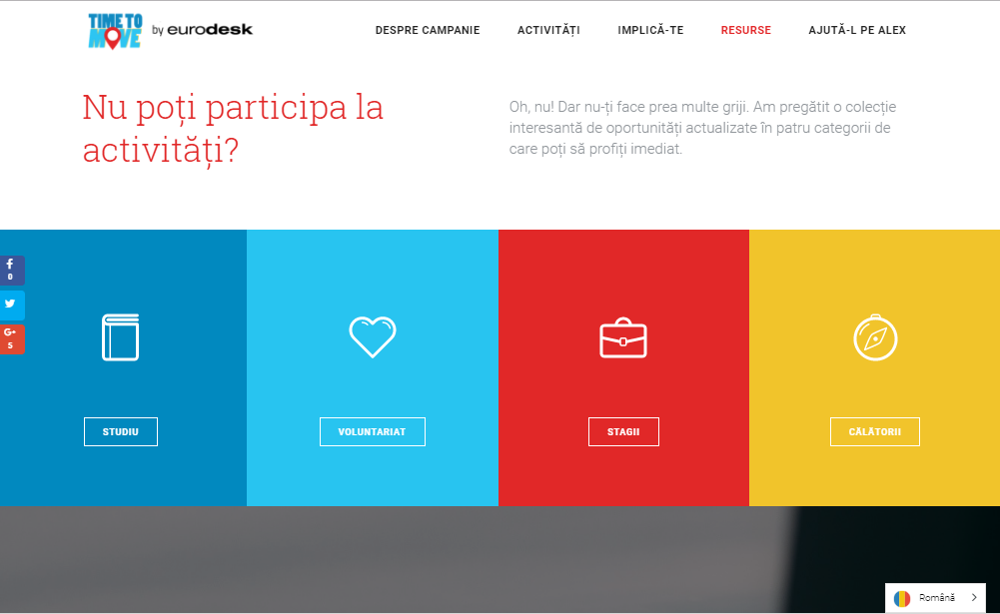 TIME TO
MOVE
by eurodesk
DESPRE CAMPANIE
ACTIVITĂȚI
IMPLICĂ-TE
RESURSE
AJUTĂ-L PE ALEX
Nu poți participa la
activități?
Oh, nu! Dar nu-ți face prea multe griji. Am pregătit o colecție
interesantă de oportunități actualizate în patru categorii de
care poți să profiți imediat.
0
G+
5
STUDIU
VOLUNTARIAT
STAGII
CĂLĂTORII
Română